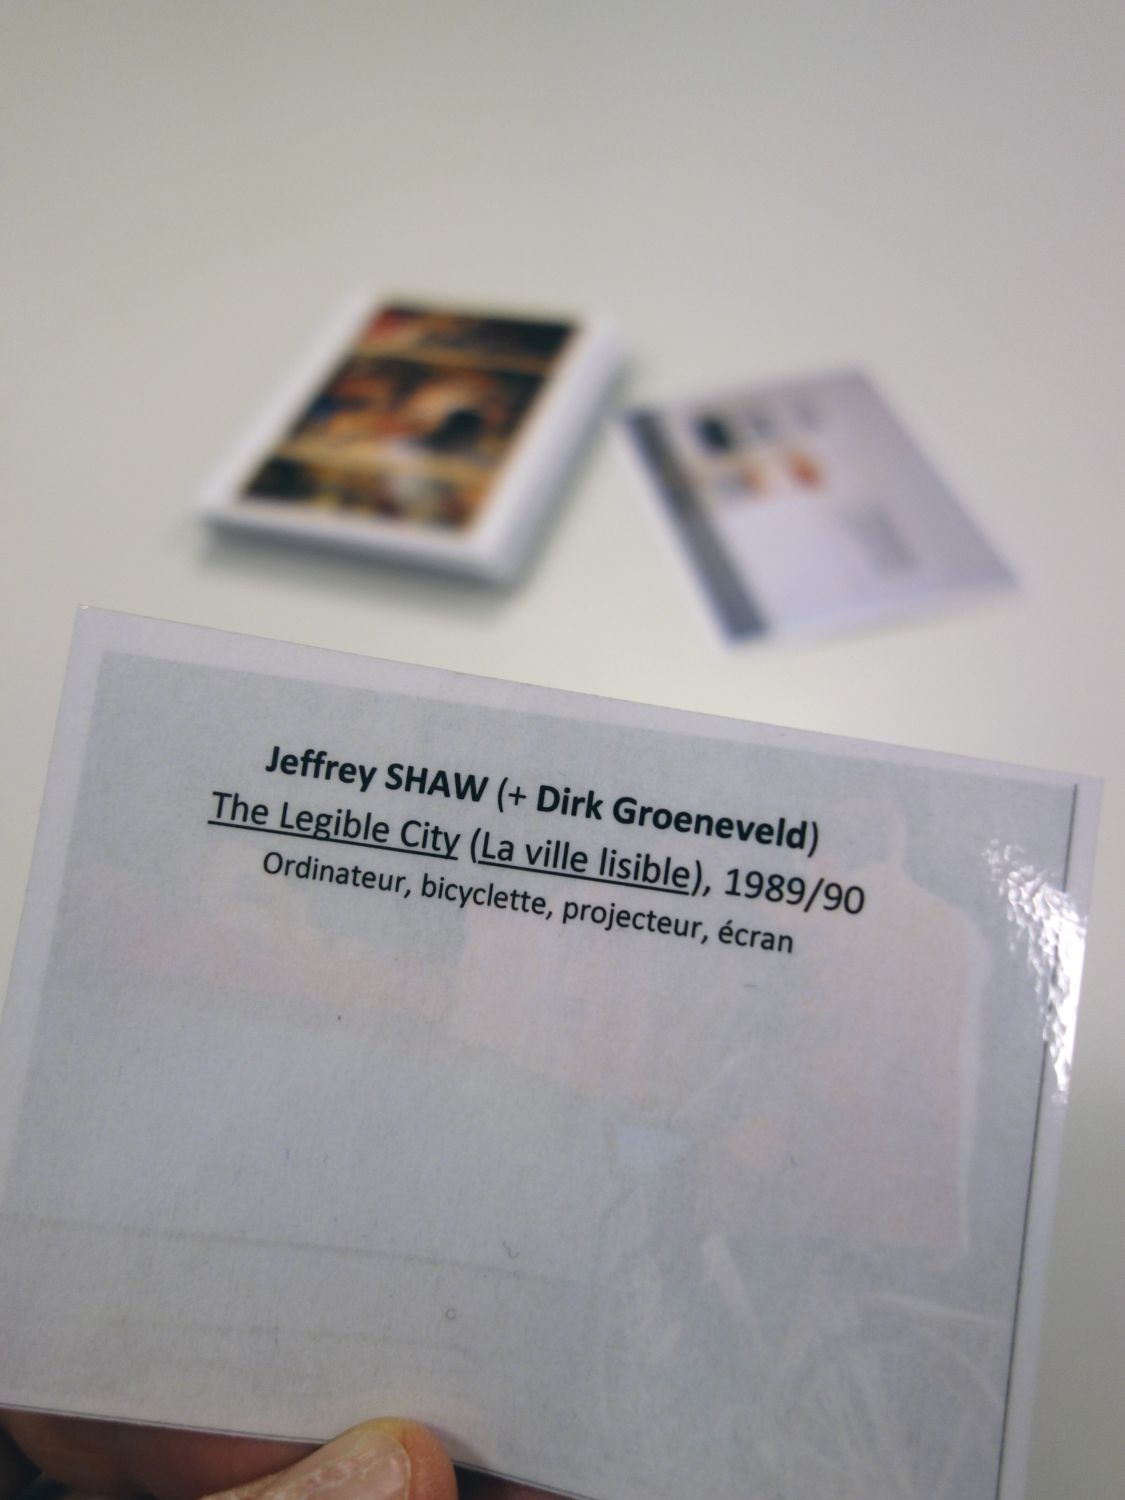 Jeffrey SHAW (+ Dirk Groeneveld)
The Legible City (La ville lisible), 1989/90
Ordinateur, bicyclette, projecteur, écran